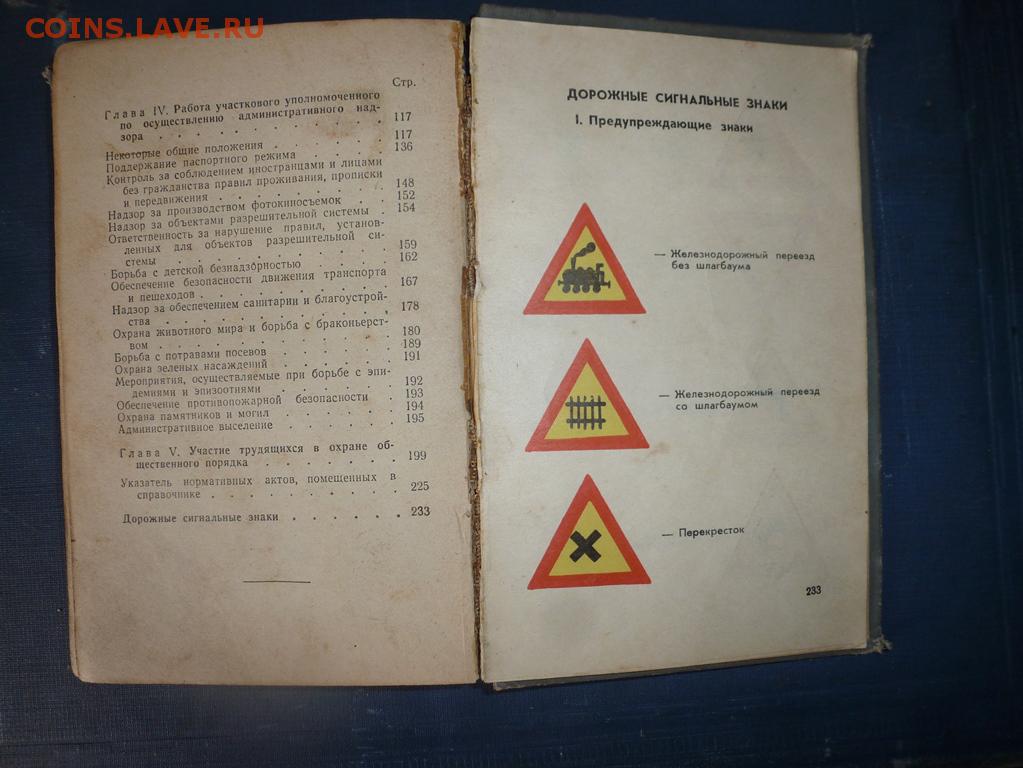 COINS.LAVE.RU
Стр.
Глава IV. Работа участкового уполномоченного
по осуществлению административного над-
зора . . . . . . . . . . . . 117
Некоторые общие положения . . . . . . 117
Поддержание паспортного режима . . . . 136
Контроль за соблюдением иностранцами и лицами
без гражданства правил проживания, прописки
и передвижения . . . . . . . . . 148
Надзор за производством фотокиносъемок . . 152
Надзор за объектами разрешительной системы . 154
Ответственность за нарушение правил, установ-
ленных для объектов разрешительной си-
стемы . . . . . . . . . . . 159
Борьба с детской безнадзорностью . . . . 162
Обеспечение безопасности движения транспорта
и пешеходов . . . . . . . . . . 167
Надзор за обеспечением санитарии и благоустрой-
ства . . . . . . . . . . . 178
Охрана животного мира и борьба с браконьерст-
вом . . . . . . . . . . . 180
Борьба с потравами посевов . . . . . . 189
Охрана зеленых насаждений . . . . . . 191
Мероприятия, осуществляемые при борьбе с эпи-
демиями и эпизоотиями . . . . . . 192
Обеспечение противопожарной безопасности . 193
Охрана памятников и могил . . . . . . 194
Административное выселение . . . . . 195
Глава V. Участие трудящихся в охране об-
щественного порядка . . . . . . . 199
Указатель нормативных актов, помещенных в
справочнике . . . . . . . . . 225
Дорожные сигнальные знаки . . . . . . 233
ДОРОЖНЫЕ СИГНАЛЬНЫЕ ЗНАКИ
I. Предупреждающие знаки
— Железнодорожный переезд
без шлагбаума
— Железнодорожный переезд
со шлагбаумом
— Перекресток
233